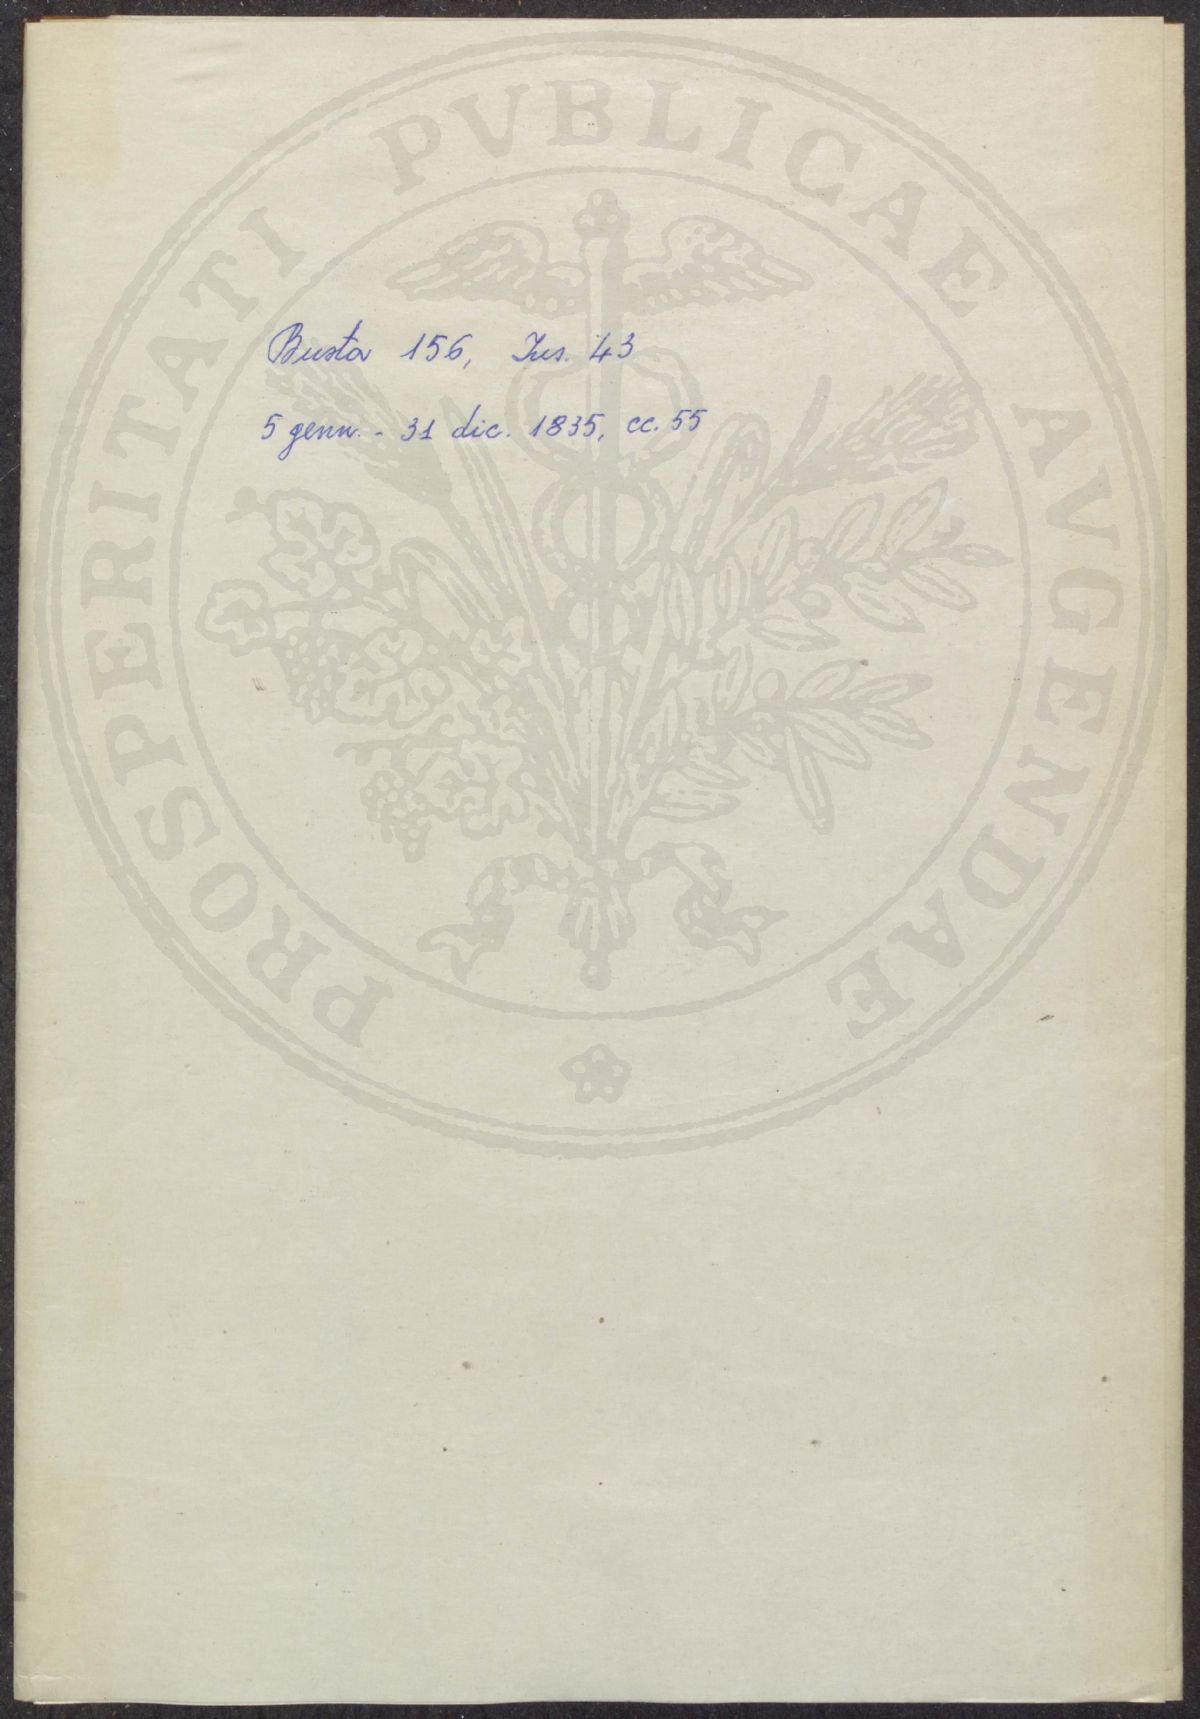 PROSPERITATI PVBLICAE AVGENDAE
Busta 156, Ins. 43
5 genn. - 31 dic. 1835, cc. 55